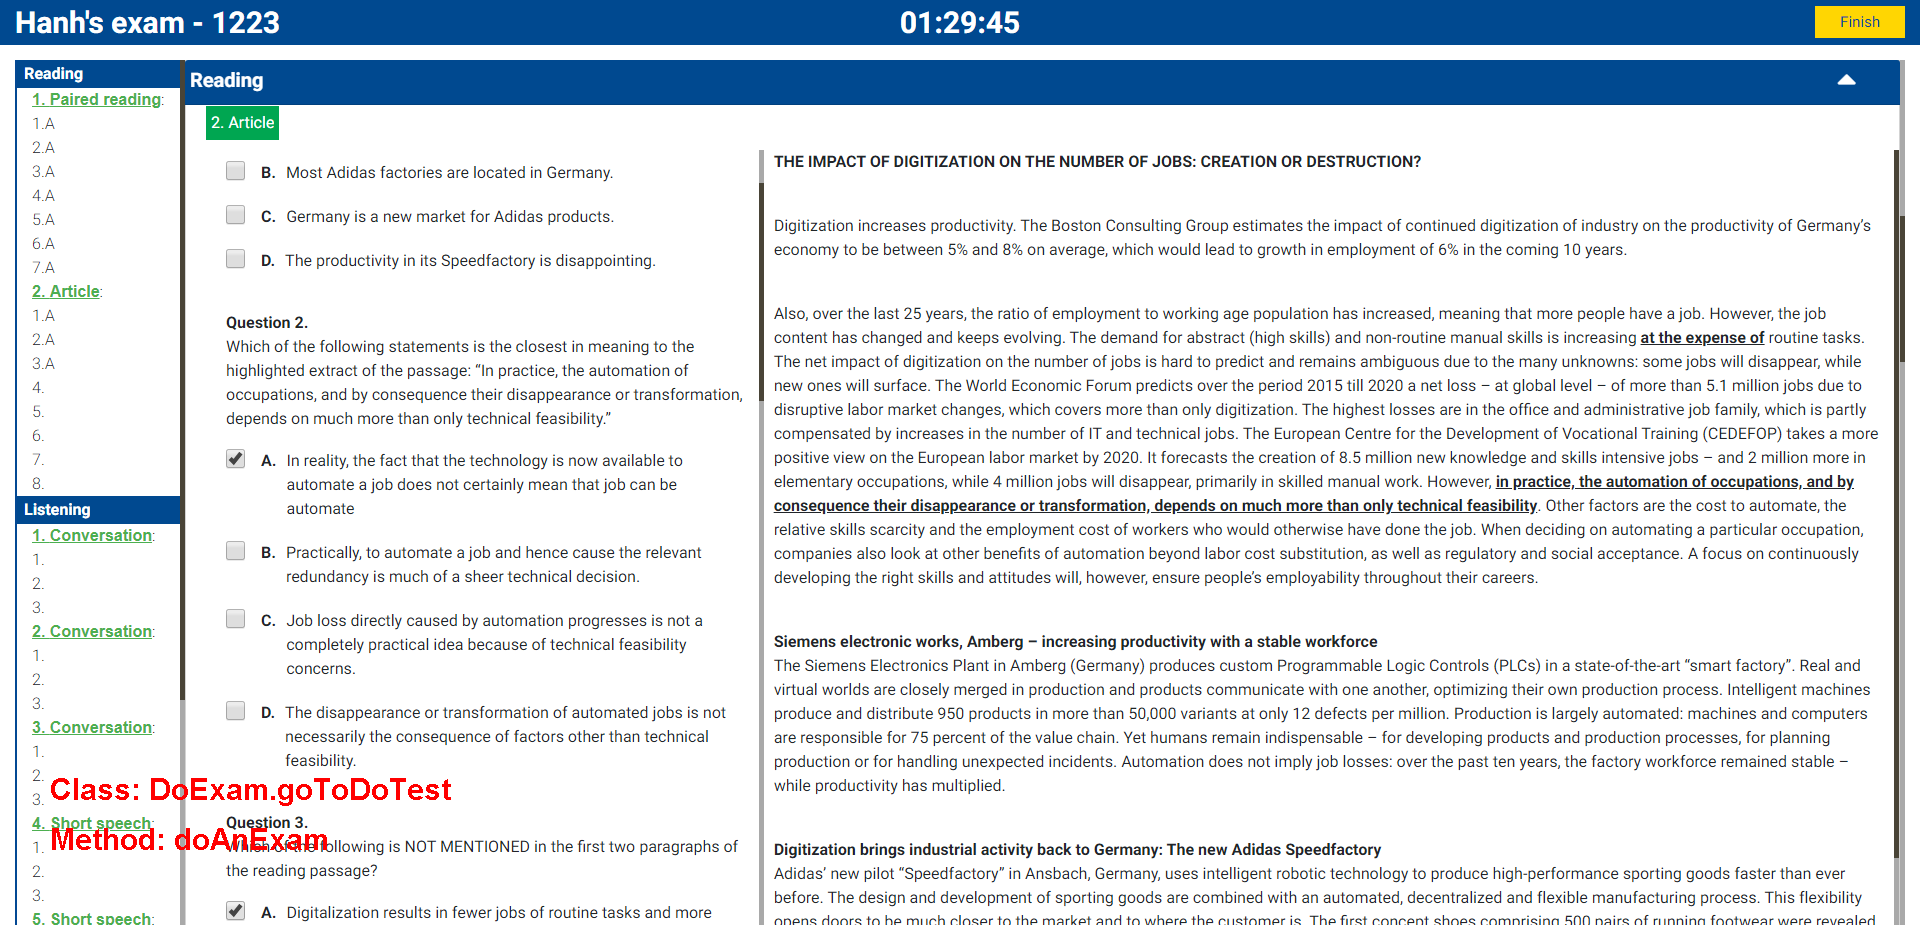 Hanh's exam - 1223
01:29:45
Finish
Reading
1. Paired reading:
1.A
2.A
3.A
4.A
5.A
6.A
7.A
2. Article:
1.A
2.A
3.A
4.
5.
6.
7.
8.
Listening
1. Conversation:
1.
2.
3.
2. Conversation:
1.
2.
3.
3. Conversation:
1.
2.
3.
4. Short speech:
1.
2.
3.
5. Short speech:
Class: DoExam.goToDoTest
Method: doAnExam
Reading
2. Article
B. Most Adidas factories are located in Germany.
C. Germany is a new market for Adidas products.
D. The productivity in its Speedfactory is disappointing.
Question 2.
Which of the following statements is the closest in meaning to the
highlighted extract of the passage: “In practice, the automation of
occupations, and by consequence their disappearance or transformation,
depends on much more than only technical feasibility.”
A. In reality, the fact that the technology is now available to
automate a job does not certainly mean that job can be
automate
B. Practically, to automate a job and hence cause the relevant
redundancy is much of a sheer technical decision.
C. Job loss directly caused by automation progresses is not a
completely practical idea because of technical feasibility
concerns.
D. The disappearance or transformation of automated jobs is not
necessarily the consequence of factors other than technical
feasibility.
Question 3.
Which of the following is NOT MENTIONED in the first two paragraphs of
the reading passage?
A. Digitalization results in fewer jobs of routine tasks and more
THE IMPACT OF DIGITIZATION ON THE NUMBER OF JOBS: CREATION OR DESTRUCTION?
Digitization increases productivity. The Boston Consulting Group estimates the impact of continued digitization of industry on the productivity of Germany’s
economy to be between 5% and 8% on average, which would lead to growth in employment of 6% in the coming 10 years.
Also, over the last 25 years, the ratio of employment to working age population has increased, meaning that more people have a job. However, the job
content has changed and keeps evolving. The demand for abstract (high skills) and non-routine manual skills is increasing at the expense of routine tasks.
The net impact of digitization on the number of jobs is hard to predict and remains ambiguous due to the many unknowns: some jobs will disappear, while
new ones will surface. The World Economic Forum predicts over the period 2015 till 2020 a net loss – at global level – of more than 5.1 million jobs due to
disruptive labor market changes, which covers more than only digitization. The highest losses are in the office and administrative job family, which is partly
compensated by increases in the number of IT and technical jobs. The European Centre for the Development of Vocational Training (CEDEFOP) takes a more
positive view on the European labor market by 2020. It forecasts the creation of 8.5 million new knowledge and skills intensive jobs – and 2 million more in
elementary occupations, while 4 million jobs will disappear, primarily in skilled manual work. However, in practice, the automation of occupations, and by
consequence their disappearance or transformation, depends on much more than only technical feasibility. Other factors are the cost to automate, the
relative skills scarcity and the employment cost of workers who would otherwise have done the job. When deciding on automating a particular occupation,
companies also look at other benefits of automation beyond labor cost substitution, as well as regulatory and social acceptance. A focus on continuously
developing the right skills and attitudes will, however, ensure people’s employability throughout their careers.
Siemens electronic works, Amberg – increasing productivity with a stable workforce
The Siemens Electronics Plant in Amberg (Germany) produces custom Programmable Logic Controls (PLCs) in a state-of-the-art “smart factory”. Real and
virtual worlds are closely merged in production and products communicate with one another, optimizing their own production process. Intelligent machines
produce and distribute 950 products in more than 50,000 variants at only 12 defects per million. Production is largely automated: machines and computers
are responsible for 75 percent of the value chain. Yet humans remain indispensable – for developing products and production processes, for planning
production or for handling unexpected incidents. Automation does not imply job losses: over the past ten years, the factory workforce remained stable –
while productivity has multiplied.
Digitization brings industrial activity back to Germany: The new Adidas Speedfactory
Adidas’ new pilot “Speedfactory” in Ansbach, Germany, uses intelligent robotic technology to produce high-performance sporting goods faster than ever
before. The design and development of sporting goods are combined with an automated, decentralized and flexible manufacturing process. This flexibility
opens doors to be much closer to the market and to where the customer is. The first concept shoes comprising 500 pairs of running footwear were revealed